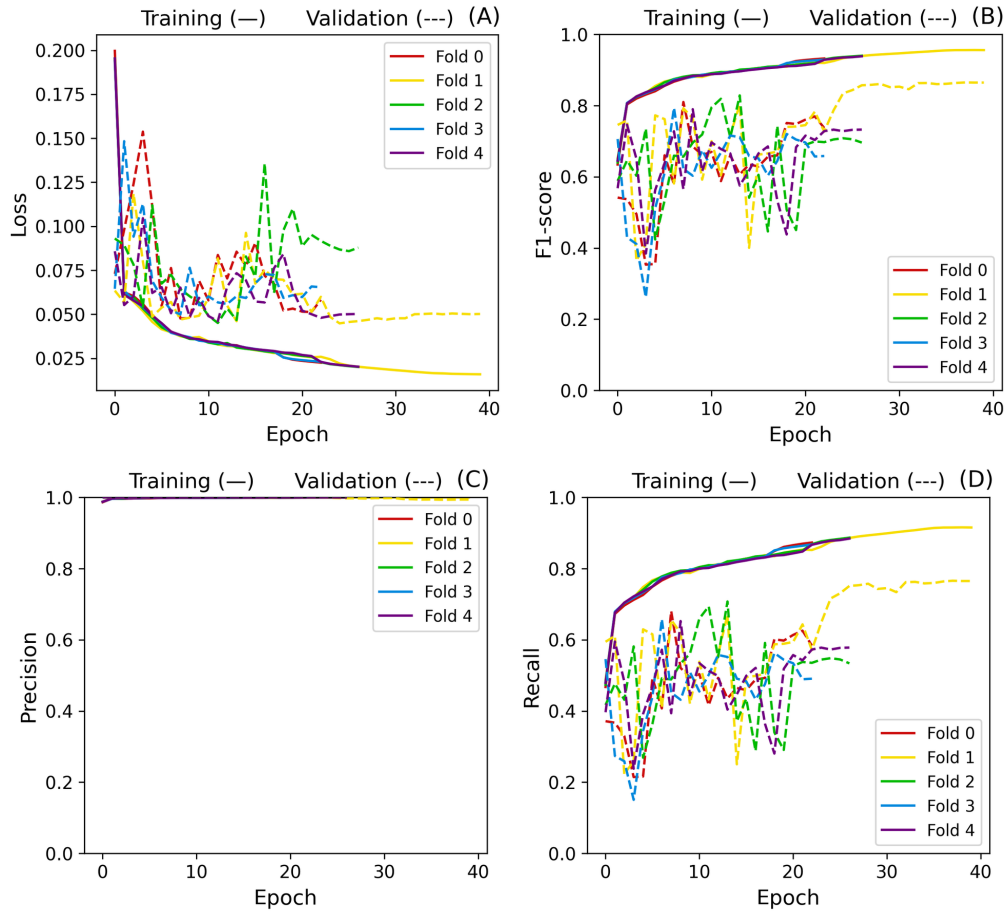 Training (—) Validation (---) (A)
0.200
0.175
0.150
0.125
0.100
0.075
0.050
0.025
Loss
Fold 0
Fold 1
Fold 2
Fold 3
Fold 4
0 10 20 30 40
Epoch
Training (—) Validation (---) (B)
1.0
0.8
0.6
0.4
0.2
0.0
F1-score
Fold 0
Fold 1
Fold 2
Fold 3
Fold 4
0 10 20 30 40
Epoch
Training (—) Validation (---) (C)
1.0
0.8
0.6
0.4
0.2
0.0
Precision
Fold 0
Fold 1
Fold 2
Fold 3
Fold 4
0 10 20 30 40
Epoch
Training (—) Validation (---) (D)
1.0
0.8
0.6
0.4
0.2
0.0
Recall
Fold 0
Fold 1
Fold 2
Fold 3
Fold 4
0 10 20 30 40
Epoch